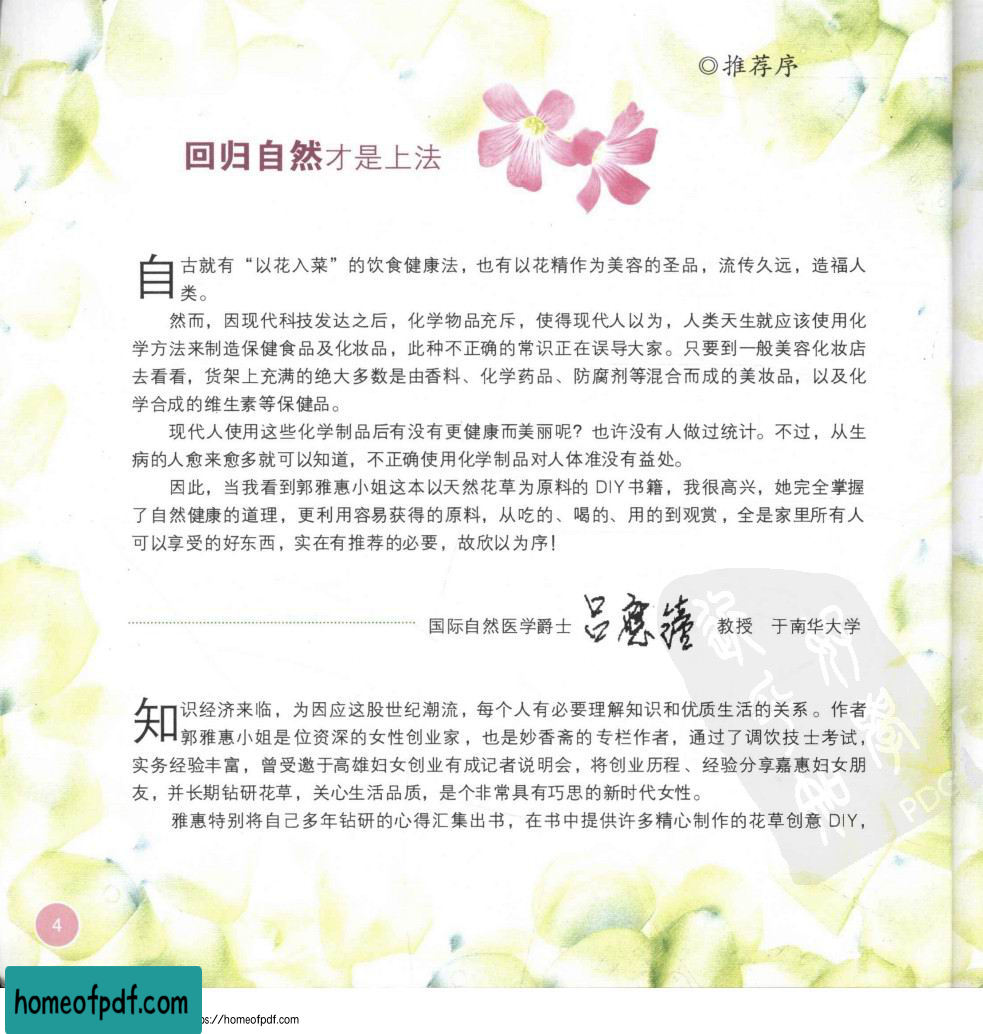 ◎推荐序
回归自然才是上法
自古就有“以花入菜”的饮食健康法，也有以花精作为美容的圣品，流传久远，造福人
类。
然而，因现代科技发达之后，化学物品充斥，使得现代人以为，人类天生就应该使用化
学方法来制造保健食品及化妆品，此种不正确的常识正在误导大家。只要到一般美容化妆店
去看看，货架上充满的绝大多数是由香料、化学药品、防腐剂等混合而成的美妆品，以及化
学合成的维生素等保健品。
现代人使用这些化学制品后有没有更健康而美丽呢？也许没有人做过统计。不过，从生
病的人愈来愈多就可以知道，不正确使用化学制品对人体准没有益处。
因此，当我看到郭雅惠小姐这本以天然花草为原料的 DIY 书籍，我很高兴，她完全掌握
了自然健康的道理，更利用容易获得的原料，从吃的、喝的、用的到观赏，全是家里所有人
可以享受的好东西，实在有推荐的必要，故欣以为序！
国际自然医学爵士 吕应钟 教授 于南华大学
知识经济来临，为因应这股世纪潮流，每个人有必要理解知识和优质生活的关系。作者
郭雅惠小姐是位资深的女性创业家，也是妙香斋的专栏作者，通过了调饮技士考试，
实务经验丰富，曾受邀于高雄妇女创业有成记者说明会，将创业历程、经验分享嘉惠妇女朋
友，并长期钻研花草，关心生活品质，是个非常具有巧思的新时代女性。
雅惠特别将自己多年钻研的心得汇集出书，在书中提供许多精心制作的花草创意 DIY，
PDG
4
homeofpdf.com
ps://homeofpdf.com